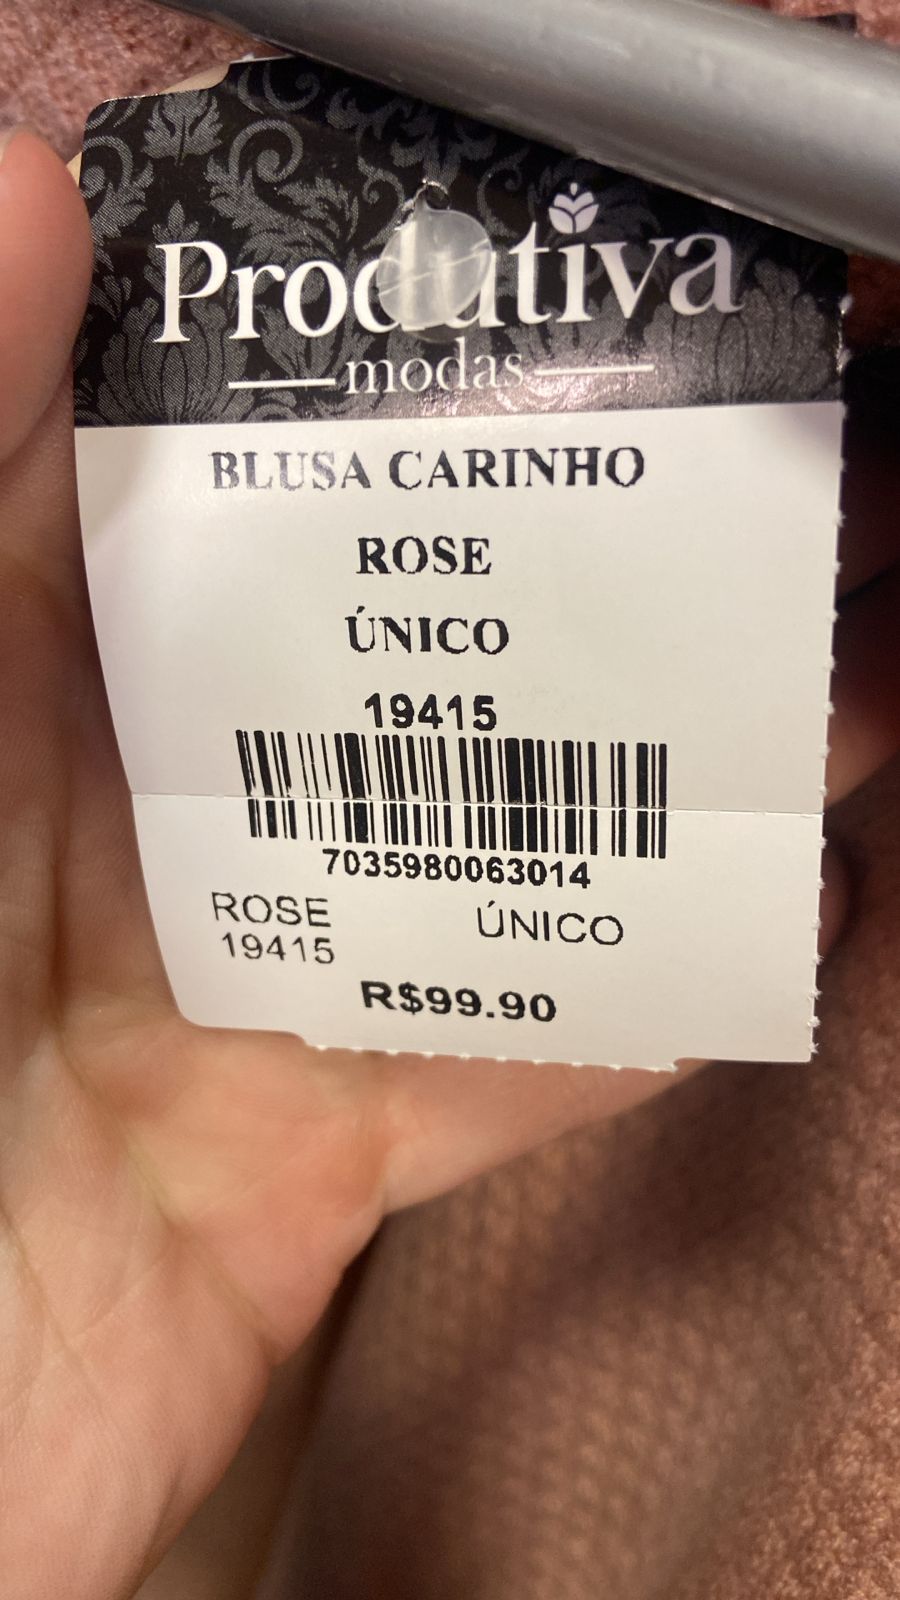 Produtiva
modas
BLUSA CARINHO
ROSE
ÚNICO
19415
7035980063014
ROSE ÚNICO
19415
R$99.90